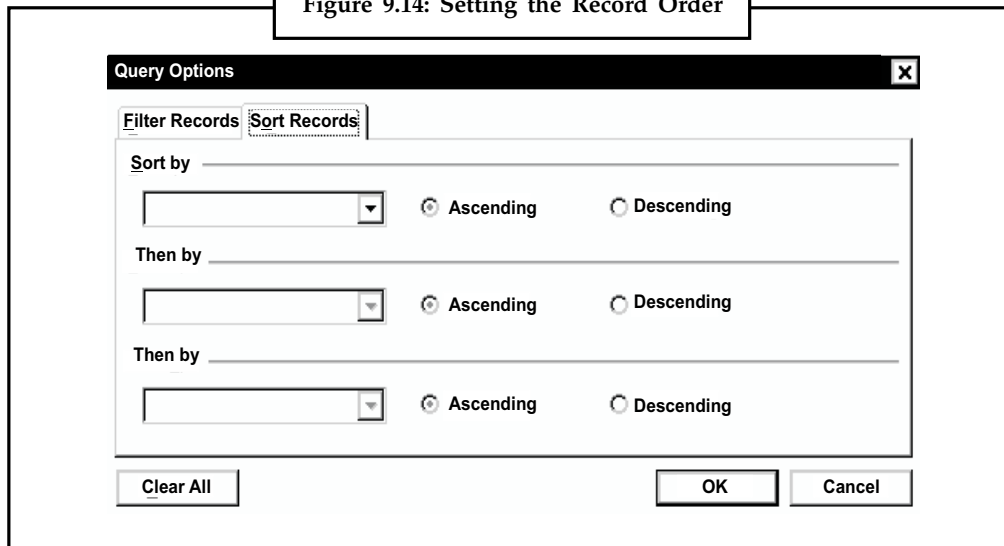 Figure 9.14: Setting the Record Order
Query Options
Filter Records Sort Records
Sort by
Ascending Descending
Then by
Ascending Descending
Then by
Ascending Descending
Clear All OK Cancel